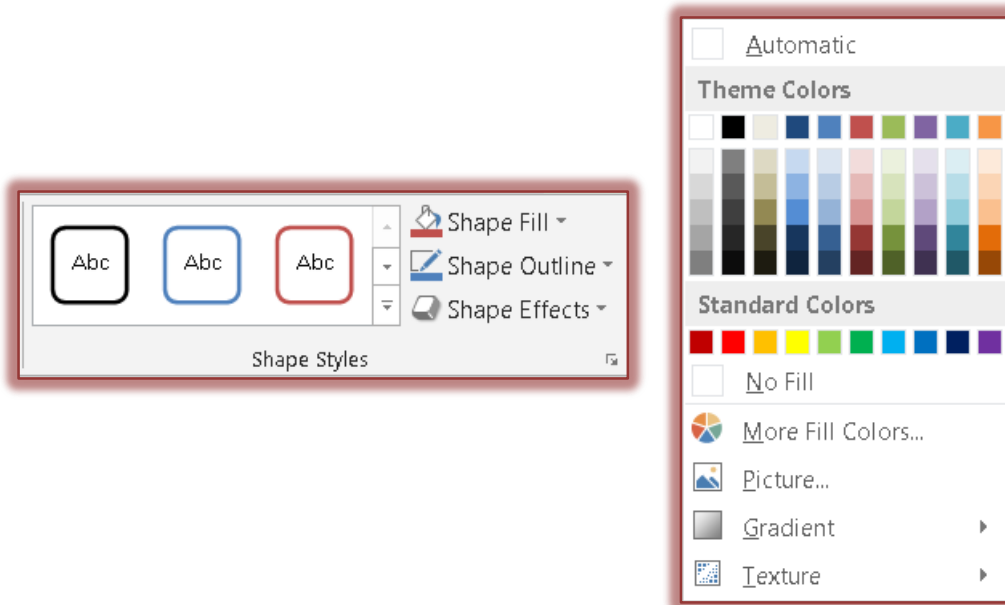 Abc Abc Abc
Shape Fill
Shape Outline
Shape Effects
Shape Styles
Automatic
Theme Colors
Standard Colors
No Fill
More Fill Colors...
Picture...
Gradient
Texture